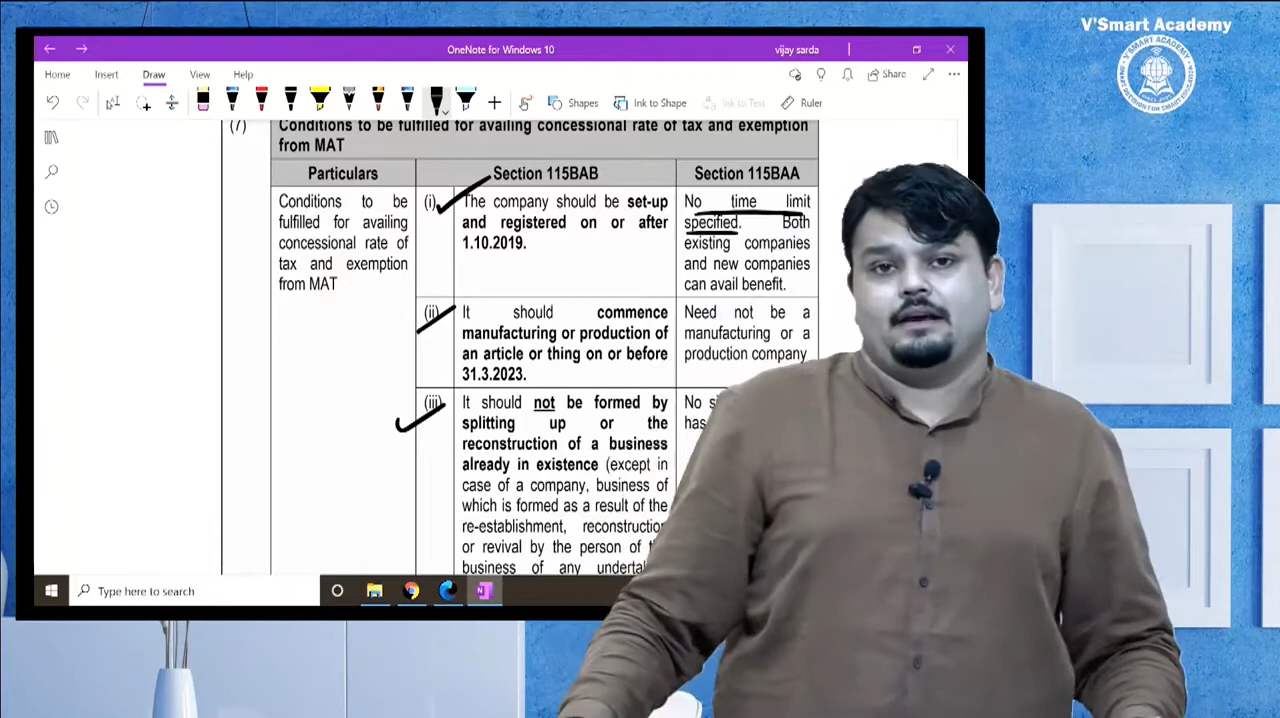 V'Smart Academy
OneNote for Windows 10
vijay sarda
Home Insert Draw View Help
Share
Shapes Ink to Shape Ink to Text Ruler
(7) Conditions to be fulfilled for availing concessional rate of tax and exemption
from MAT
Particulars Section 115BAB Section 115BAA
Conditions to be
fulfilled for availing
concessional rate of
tax and exemption
from MAT
(i) The company should be set-up
and registered on or after
1.10.2019.
No time limit
specified. Both
existing companies
and new companies
can avail benefit.
(ii) It should commence
manufacturing or production of
an article or thing on or before
31.3.2023.
Need not be a
manufacturing or a
production company
(iii) It should not be formed by
splitting up or the
reconstruction of a business
already in existence (except in
case of a company, business of
which is formed as a result of the
re-establishment, reconstruction
or revival by the person of
business of any
No
has
Type here to search